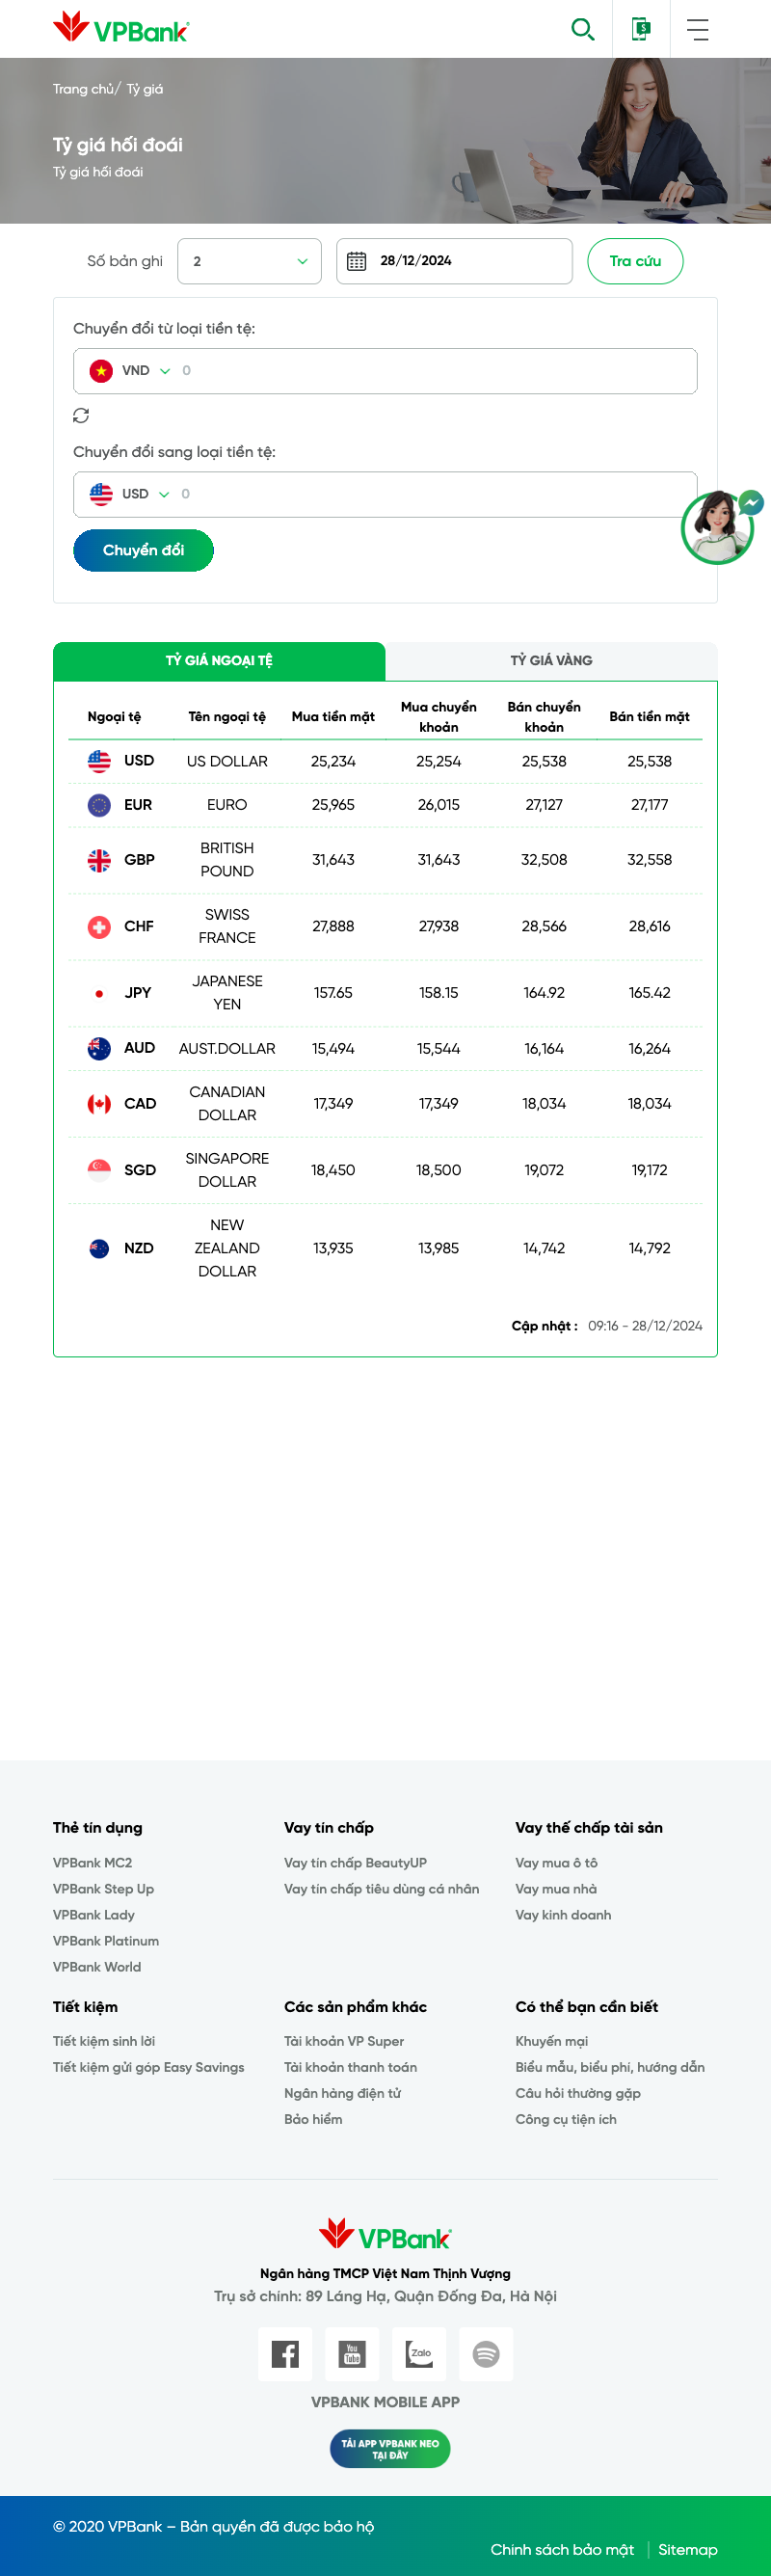 VPBank
Trang chủ/ Tỷ giá
Tỷ giá hối đoái
Tỷ giá hối đoái
Số bản ghi 2 28/12/2024 Tra cứu
Chuyển đổi từ loại tiền tệ:
VND 0
Chuyển đổi sang loại tiền tệ:
USD 0
Chuyển đổi
TỶ GIÁ NGOẠI TỆ TỶ GIÁ VÀNG
Ngoại tệ Tên ngoại tệ Mua tiền mặt Mua chuyển khoản Bán chuyển khoản Bán tiền mặt
USD US DOLLAR 25,234 25,254 25,538 25,538
EUR EURO 25,965 26,015 27,127 27,177
GBP BRITISH POUND 31,643 31,643 32,508 32,558
CHF SWISS FRANCE 27,888 27,938 28,566 28,616
JPY JAPANESE YEN 157.65 158.15 164.92 165.42
AUD AUST.DOLLAR 15,494 15,544 16,164 16,264
CAD CANADIAN DOLLAR 17,349 17,349 18,034 18,034
SGD SINGAPORE DOLLAR 18,450 18,500 19,072 19,172
NZD NEW ZEALAND DOLLAR 13,935 13,985 14,742 14,792
Cập nhật : 09:16 - 28/12/2024
Thẻ tín dụng
VPBank MC2
VPBank Step Up
VPBank Lady
VPBank Platinum
VPBank World
Vay tín chấp
Vay tín chấp BeautyUP
Vay tín chấp tiêu dùng cá nhân
Vay thế chấp tài sản
Vay mua ô tô
Vay mua nhà
Vay kinh doanh
Tiết kiệm
Tiết kiệm sinh lời
Tiết kiệm gửi góp Easy Savings
Các sản phẩm khác
Tài khoản VP Super
Tài khoản thanh toán
Ngân hàng điện tử
Bảo hiểm
Có thể bạn cần biết
Khuyến mại
Biểu mẫu, biểu phí, hướng dẫn
Câu hỏi thường gặp
Công cụ tiện ích
VPBank
Ngân hàng TMCP Việt Nam Thịnh Vượng
Trụ sở chính: 89 Láng Hạ, Quận Đống Đa, Hà Nội
You Tube Zalo
VPBANK MOBILE APP
TẢI APP VPBANK NEO
TẠI ĐÂY
© 2020 VPBank – Bản quyền đã được bảo hộ
Chính sách bảo mật | Sitemap